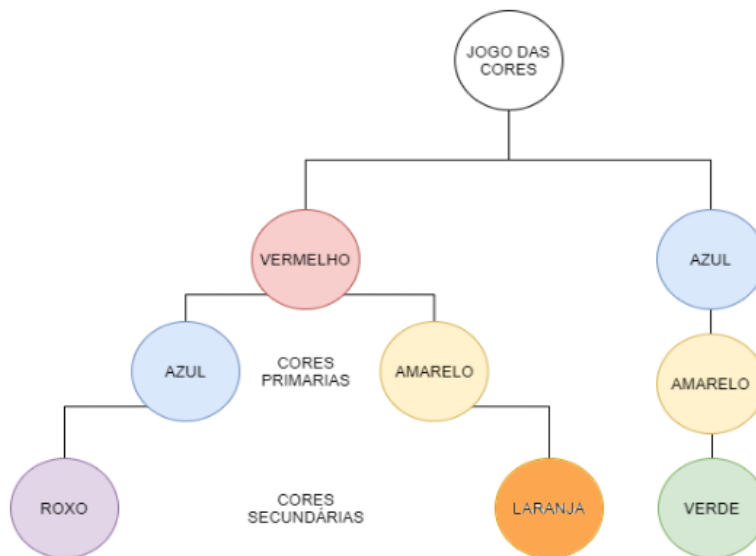 JOGO DAS
CORES
VERMELHO
AZUL
AZUL
CORES
PRIMARIAS
AMARELO
AMARELO
ROXO
CORES
SECUNDÁRIAS
LARANJA
VERDE